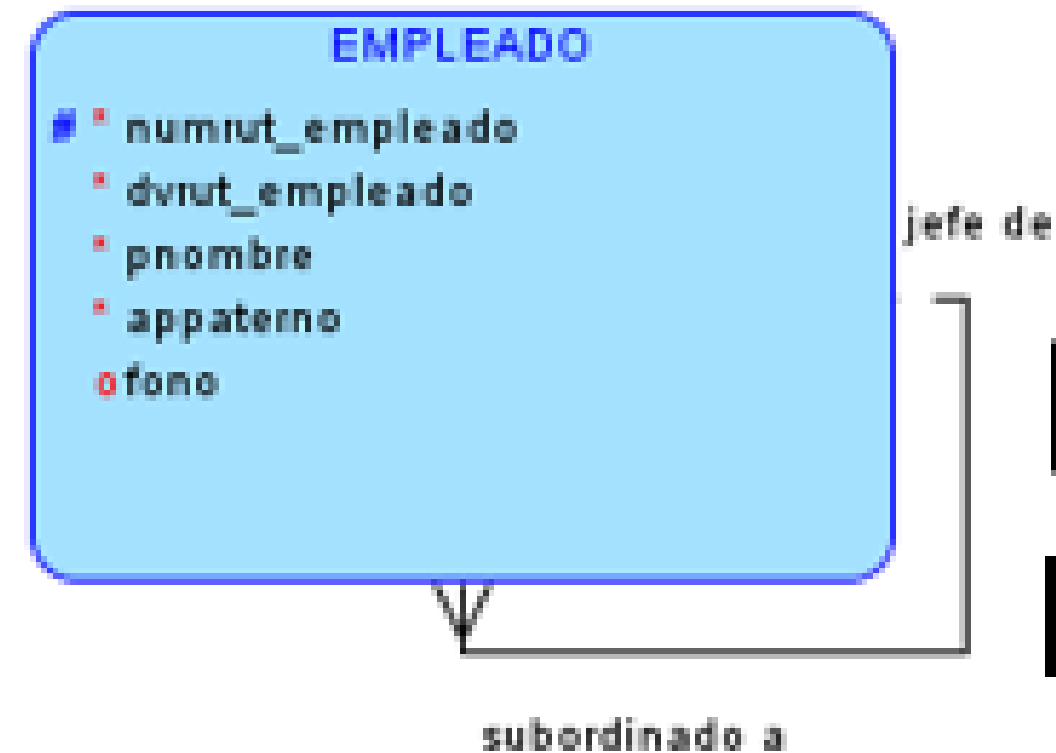 EMPLEADO
# * numrut_empleado
* dvrut_empleado
* pnombre
* appaterno
o fono
jefe de
subordinado a